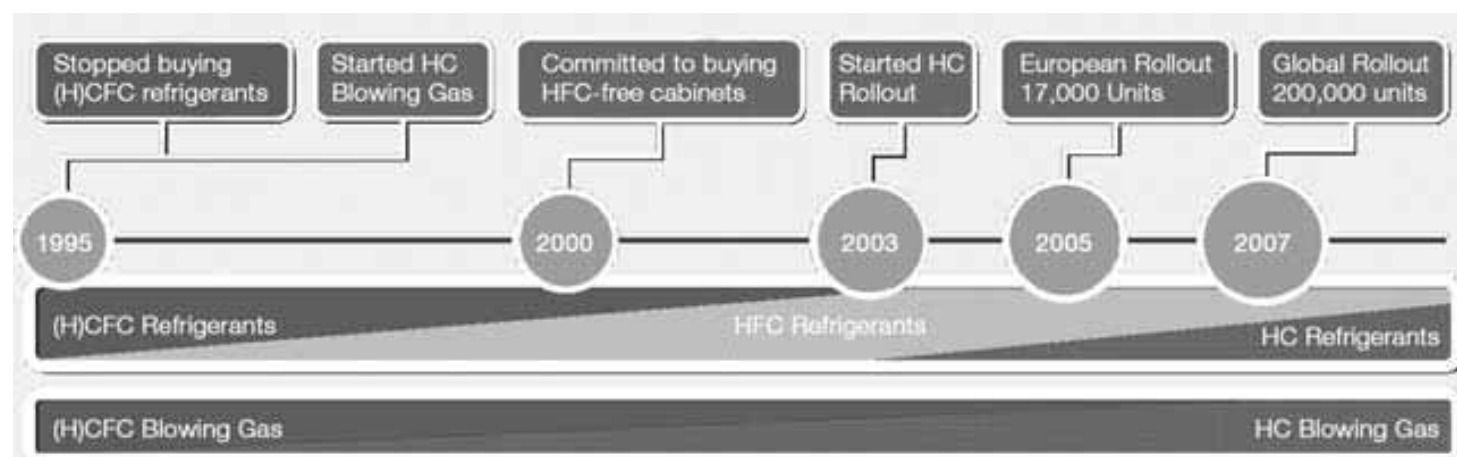 Stopped buying
(H)CFC refrigerants
Started HC
Blowing Gas
Committed to buying
HFC-free cabinets
Started HC
Rollout
European Rollout
17,000 Units
Global Rollout
200,000 units
1995
2000
2003
2005
2007
(H)CFC Refrigerants
HFC Refrigerants
HC Refrigerants
(H)CFC Blowing Gas
HC Blowing Gas